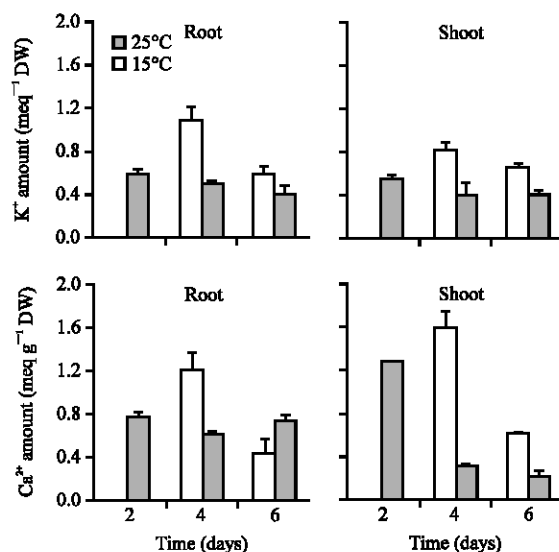 Root
Shoot
25°C
15°C
K⁺ amount (meq⁻¹ DW)
2.0
1.6
1.2
0.8
0.4
0.0
Root
Shoot
Ca²⁺ amount (meq g⁻¹ DW)
2.0
1.6
1.2
0.8
0.4
0.0
2 4 6
2 4 6
Time (days)
Time (days)